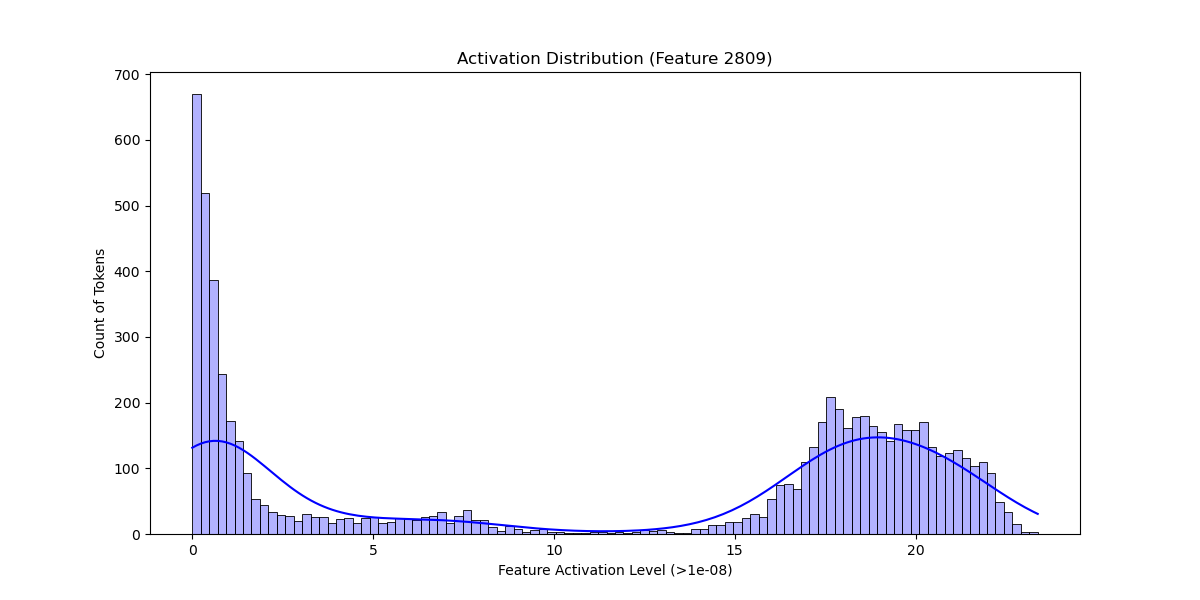 Activation Distribution (Feature 2809)
700
600
500
400
300
200
100
0
Count of Tokens
0 5 10 15 20
Feature Activation Level (>1e-08)